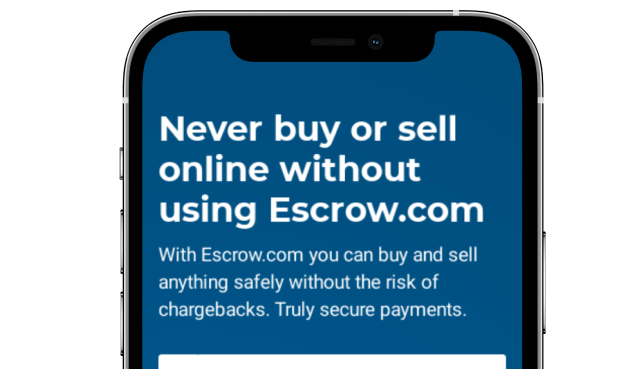 Never buy or sell
online without
using Escrow.com
With Escrow.com you can buy and sell
anything safely without the risk of
chargebacks. Truly secure payments.